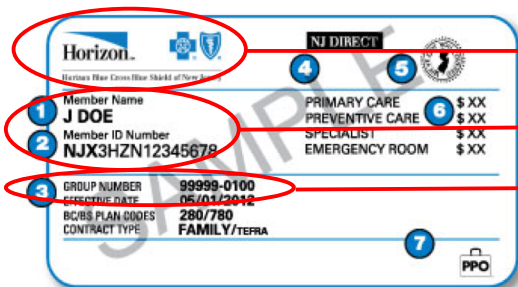 Horizon.
NJ DIRECT
Horizon Blue Cross Blue Shield of New Jersey
4
5
1
Member Name
J DOE
2
Member ID Number
NJX3HZN12345678
PRIMARY CARE $ XX
PREVENTIVE CARE 6 $ XX
SPECIALIST $ XX
EMERGENCY ROOM $ XX
3
GROUP NUMBER 99999-0100
EFFECTIVE DATE 05/01/2012
BC/BS PLAN CODES 280/780
CONTRACT TYPE FAMILY/TEFRA
7
PPO
SAMPLE